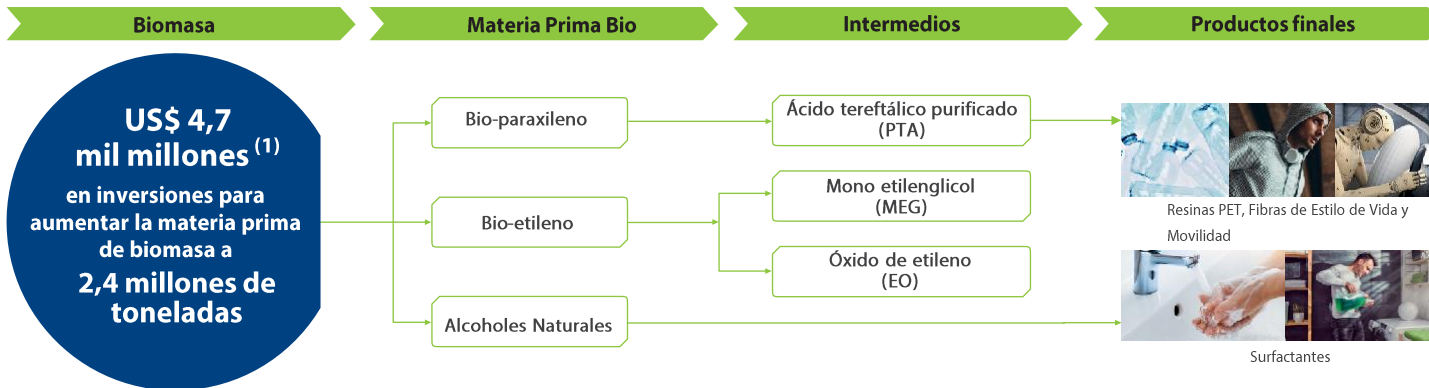 Biomasa
Materia Prima Bio
Intermedios
Productos finales
US$ 4,7
mil millones (1)
en inversiones para
aumentar la materia prima
de biomasa a
2,4 millones de
toneladas
Bio-paraxileno
Bio-etileno
Alcoholes Naturales
Ácido tereftálico purificado
(PTA)
Mono etilenglicol
(MEG)
Óxido de etileno
(EO)
Resinas PET, Fibras de Estilo de Vida y
Movilidad
Surfactantes